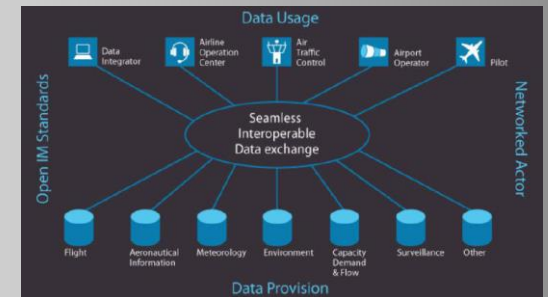 Data Usage
Data
Integrator
Airline
Operation
Center
Air
Traffic
Control
Airport
Operator
Pilot
Open IM Standards
Networked Actor
Seamless
Interoperable
Data exchange
Flight
Aeronautical
Information
Meteorology
Environment
Capacity
Demand
& Flow
Surveillance
Other
Data Provision